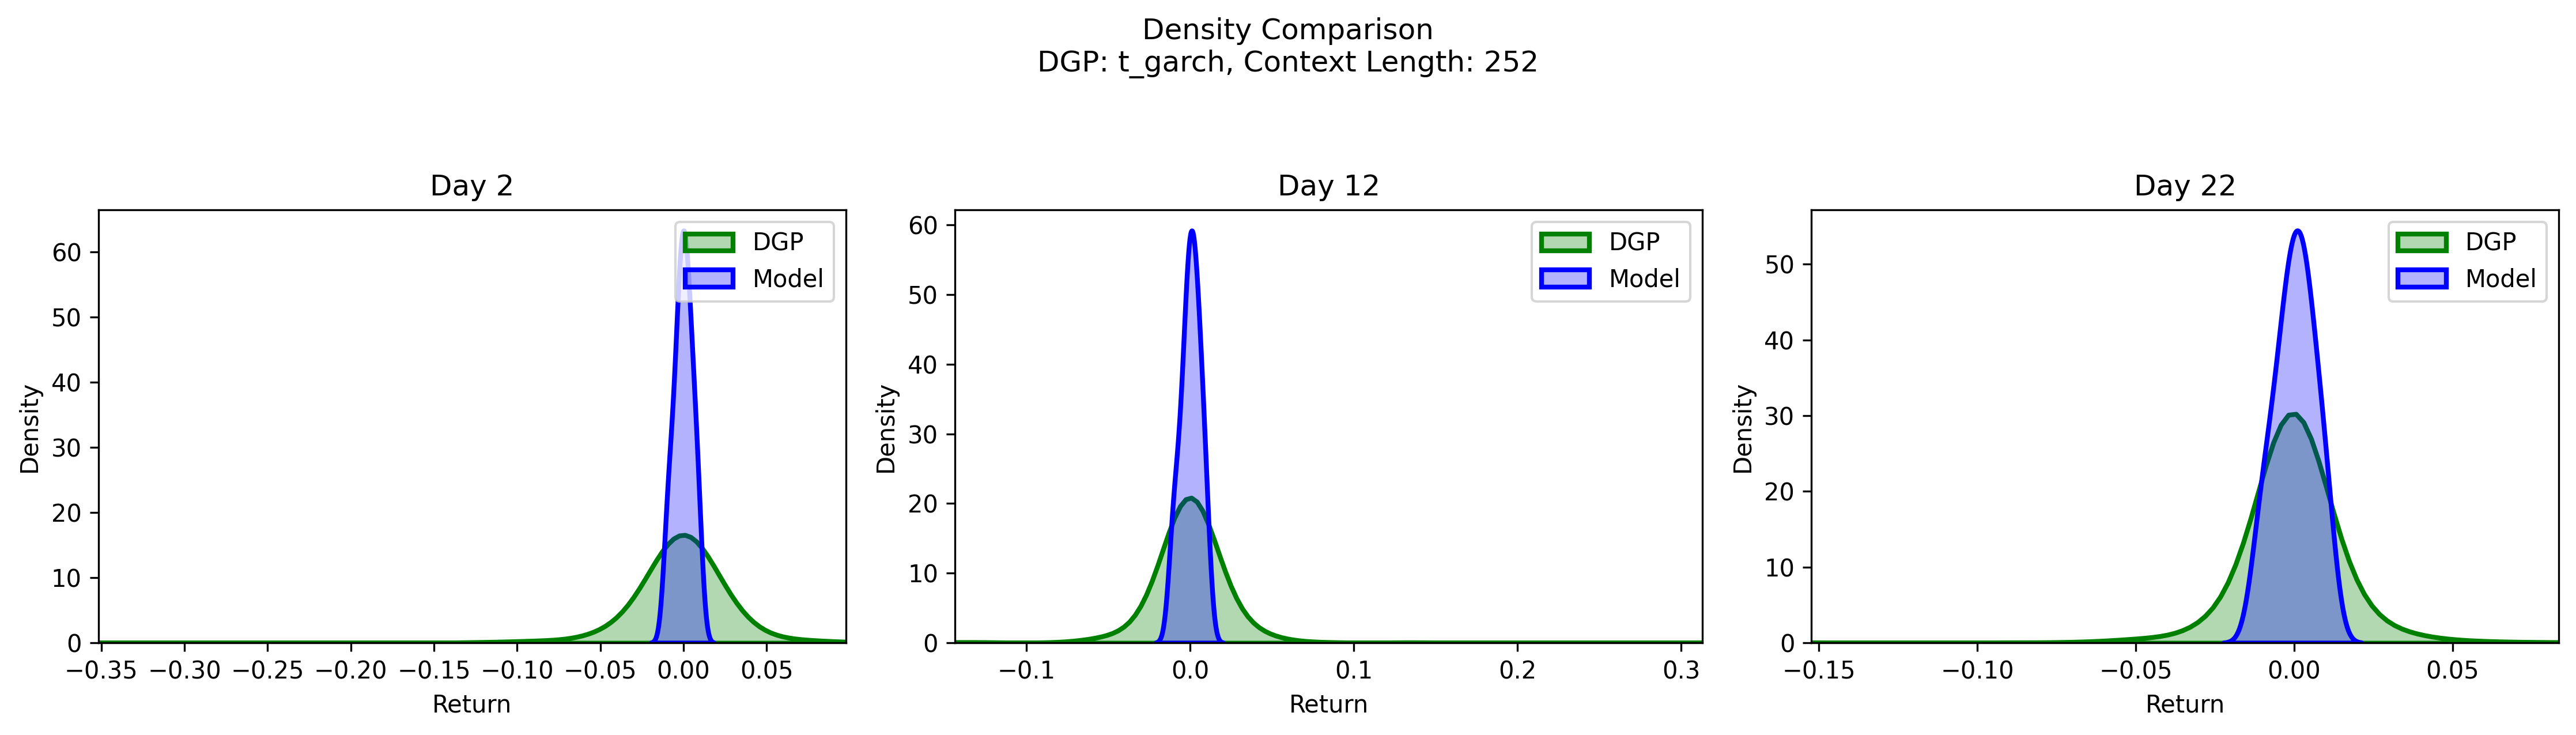 Density Comparison
DGP: t_garch, Context Length: 252
Day 2
Density
60
50
40
30
20
10
0
−0.35 −0.30 −0.25 −0.20 −0.15 −0.10 −0.05 0.00 0.05
Return
DGP
Model
Day 12
Density
60
50
40
30
20
10
0
−0.1 0.0 0.1 0.2 0.3
Return
DGP
Model
Day 22
Density
50
40
30
20
10
0
−0.15 −0.10 −0.05 0.00 0.05
Return
DGP
Model